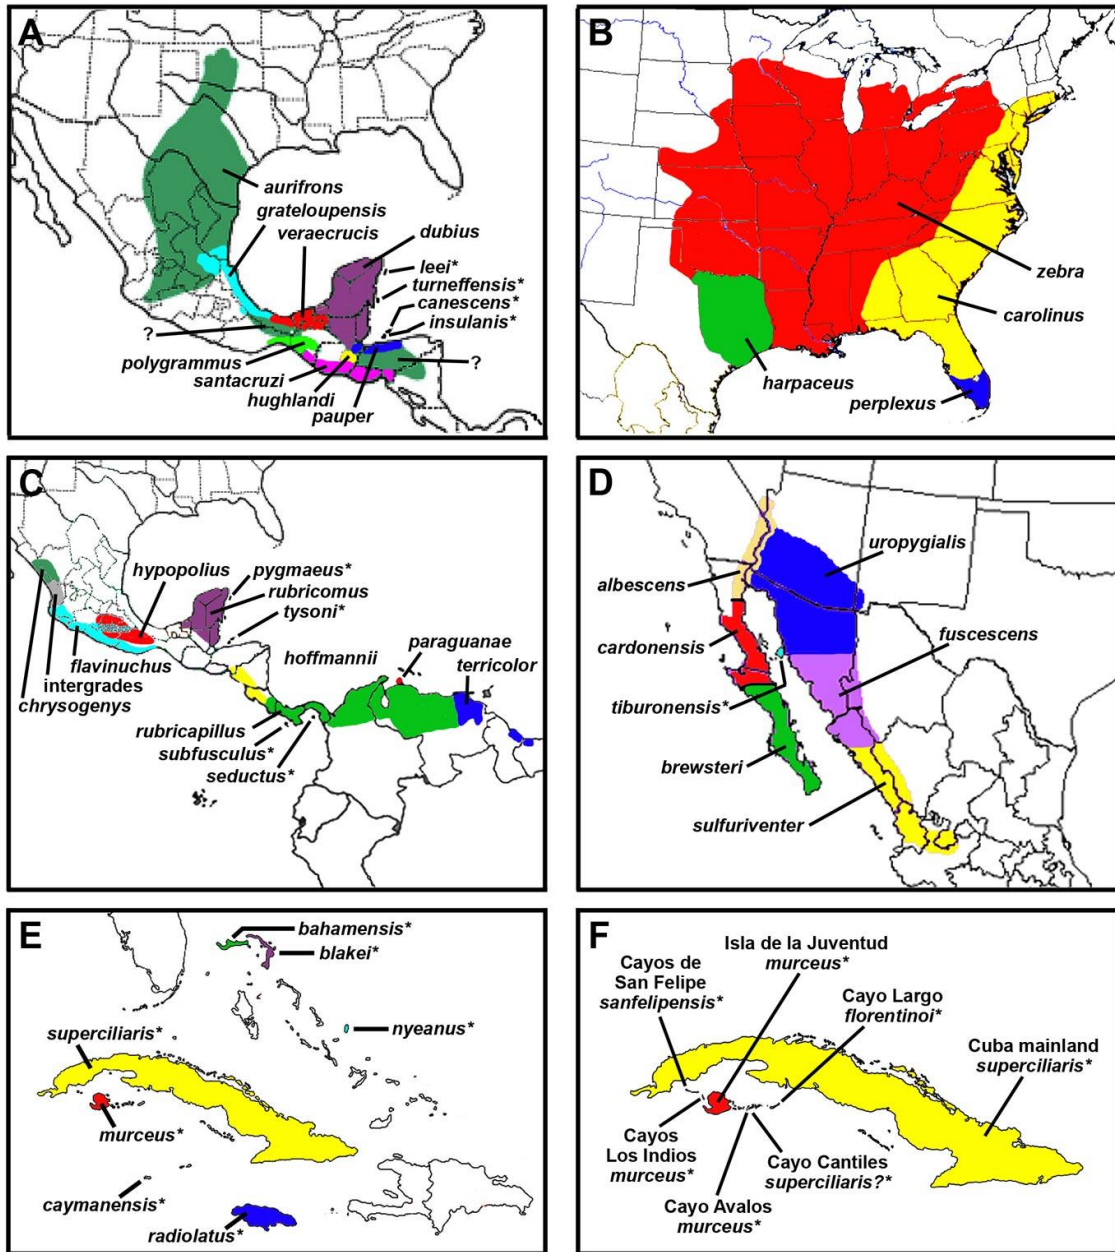 A
aurifrons
grateloupensis
veraecrucis
dubius
leei*
turneffensis*
canescens*
insulanis*
?
?
polygrammus
santacruzi
hughlandi
pauper
B
zebra
carolinus
harpaceus
perplexus
C
hypopolius
pygmaeus*
rubricomus
tysoni*
flavinuchus
intergrades
chrysogenys
hoffmannii
paraguanae
terricolor
rubricapillus
subfusculus*
seductus*
D
uropygialis
albescens
cardonensis
fuscescens
tiburonensis*
brewsteri
sulfuriventer
E
bahamensis*
blakei*
nyeanus*
superciliaris*
murceus*
caymanensis*
radiolatus*
F
Isla de la Juventud
murceus*
Cayos de
San Felipe
sanfelipensis*
Cayo Largo
florentinoi*
Cuba mainland
superciliaris*
Cayos
Los Indios
murceus*
Cayo Cantiles
superciliaris?*
Cayo Avalos
murceus*